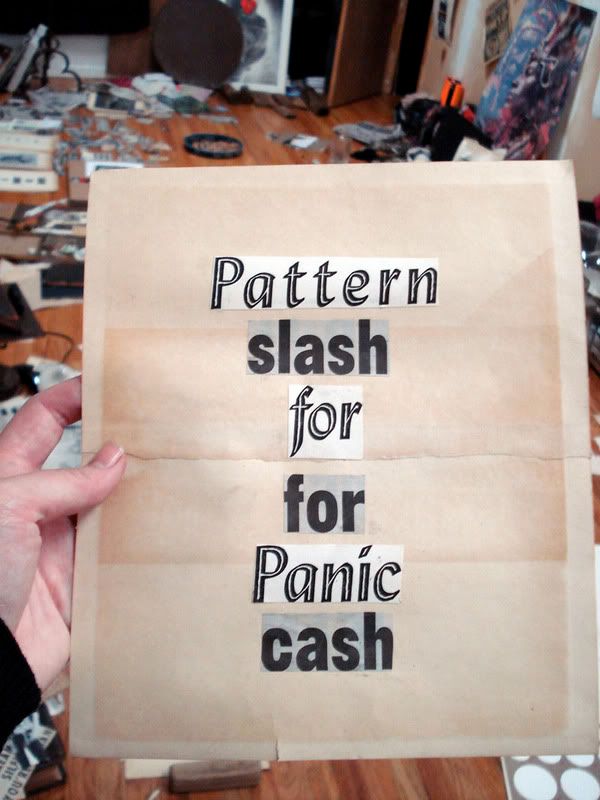 Pattern
slash
for
for
Panic
cash